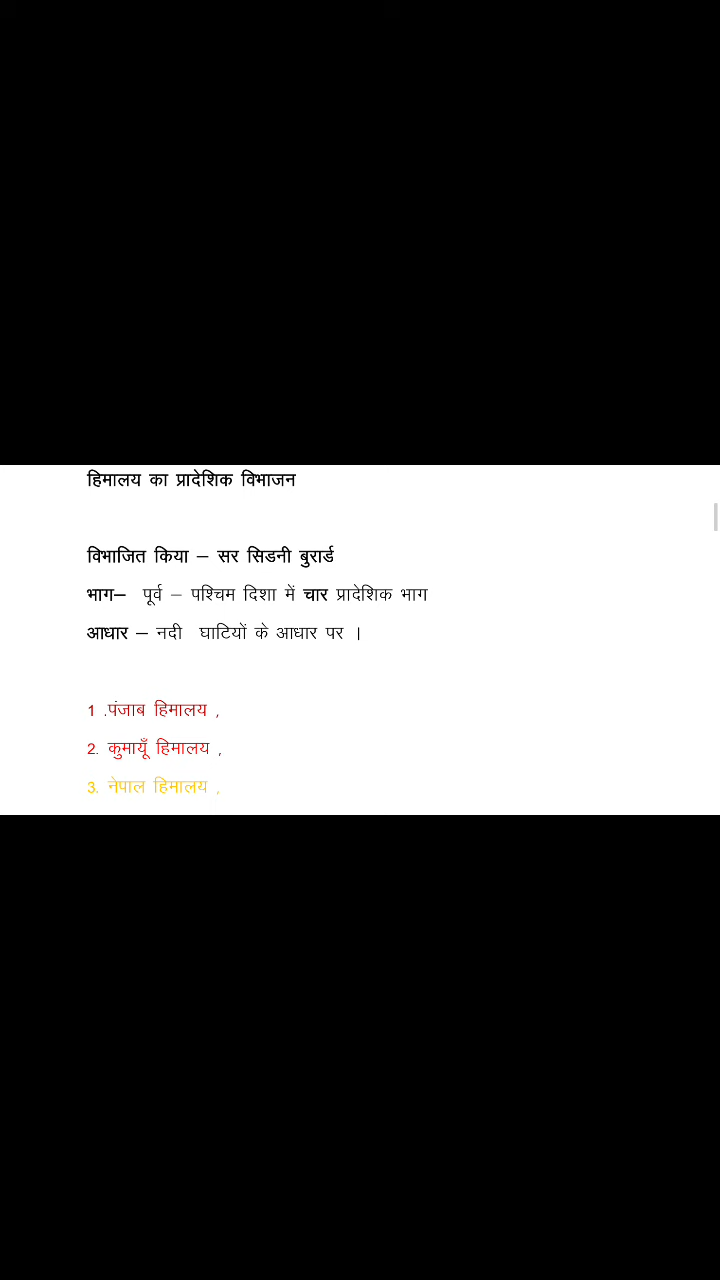 हिमालय का प्रादेशिक विभाजन
विभाजित किया – सर सिडनी बुरार्ड
भाग– पूर्व – पश्चिम दिशा में चार प्रादेशिक भाग
आधार – नदी घाटियों के आधार पर ।
1 .पंजाब हिमालय ,
2. कुमायूँ हिमालय ,
3. नेपाल हिमालय ,